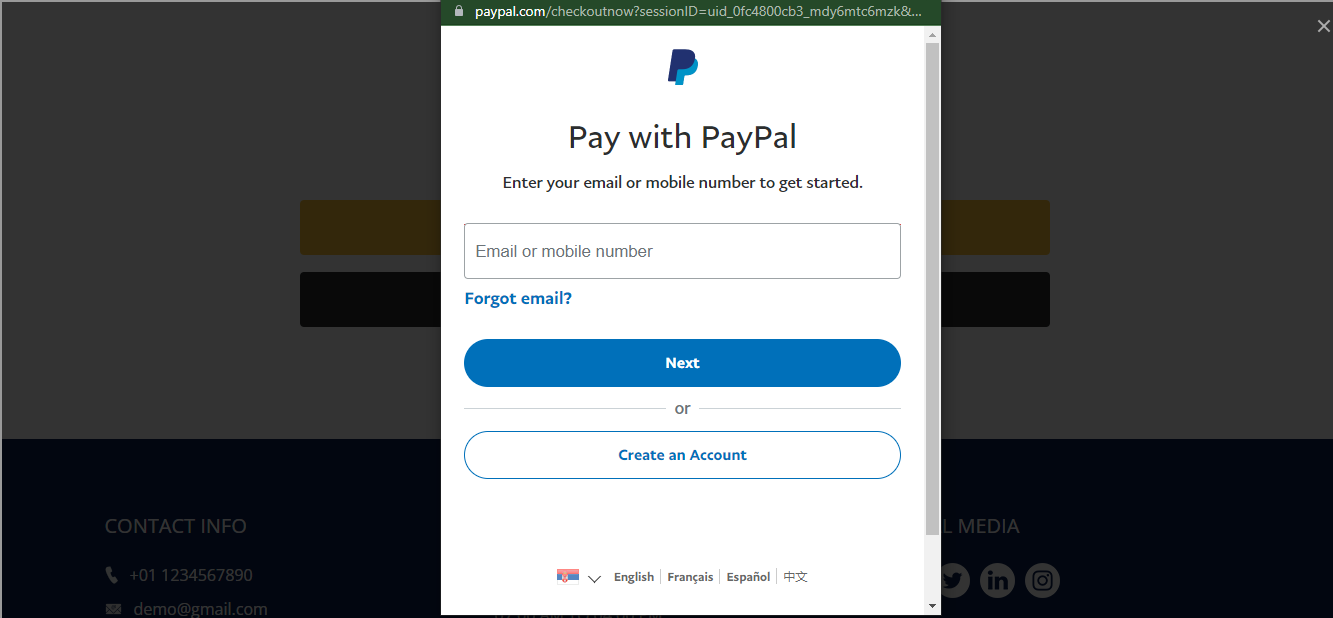 paypal.com/checkoutnow?sessionID=uid_0fc4800cb3_mdy6mtc6mzk&...
Pay with PayPal
Enter your email or mobile number to get started.
Email or mobile number
Forgot email?
Next
or
Create an Account
English Français Español 中文
CONTACT INFO
+01 1234567890
demo@gmail.com
L MEDIA
in